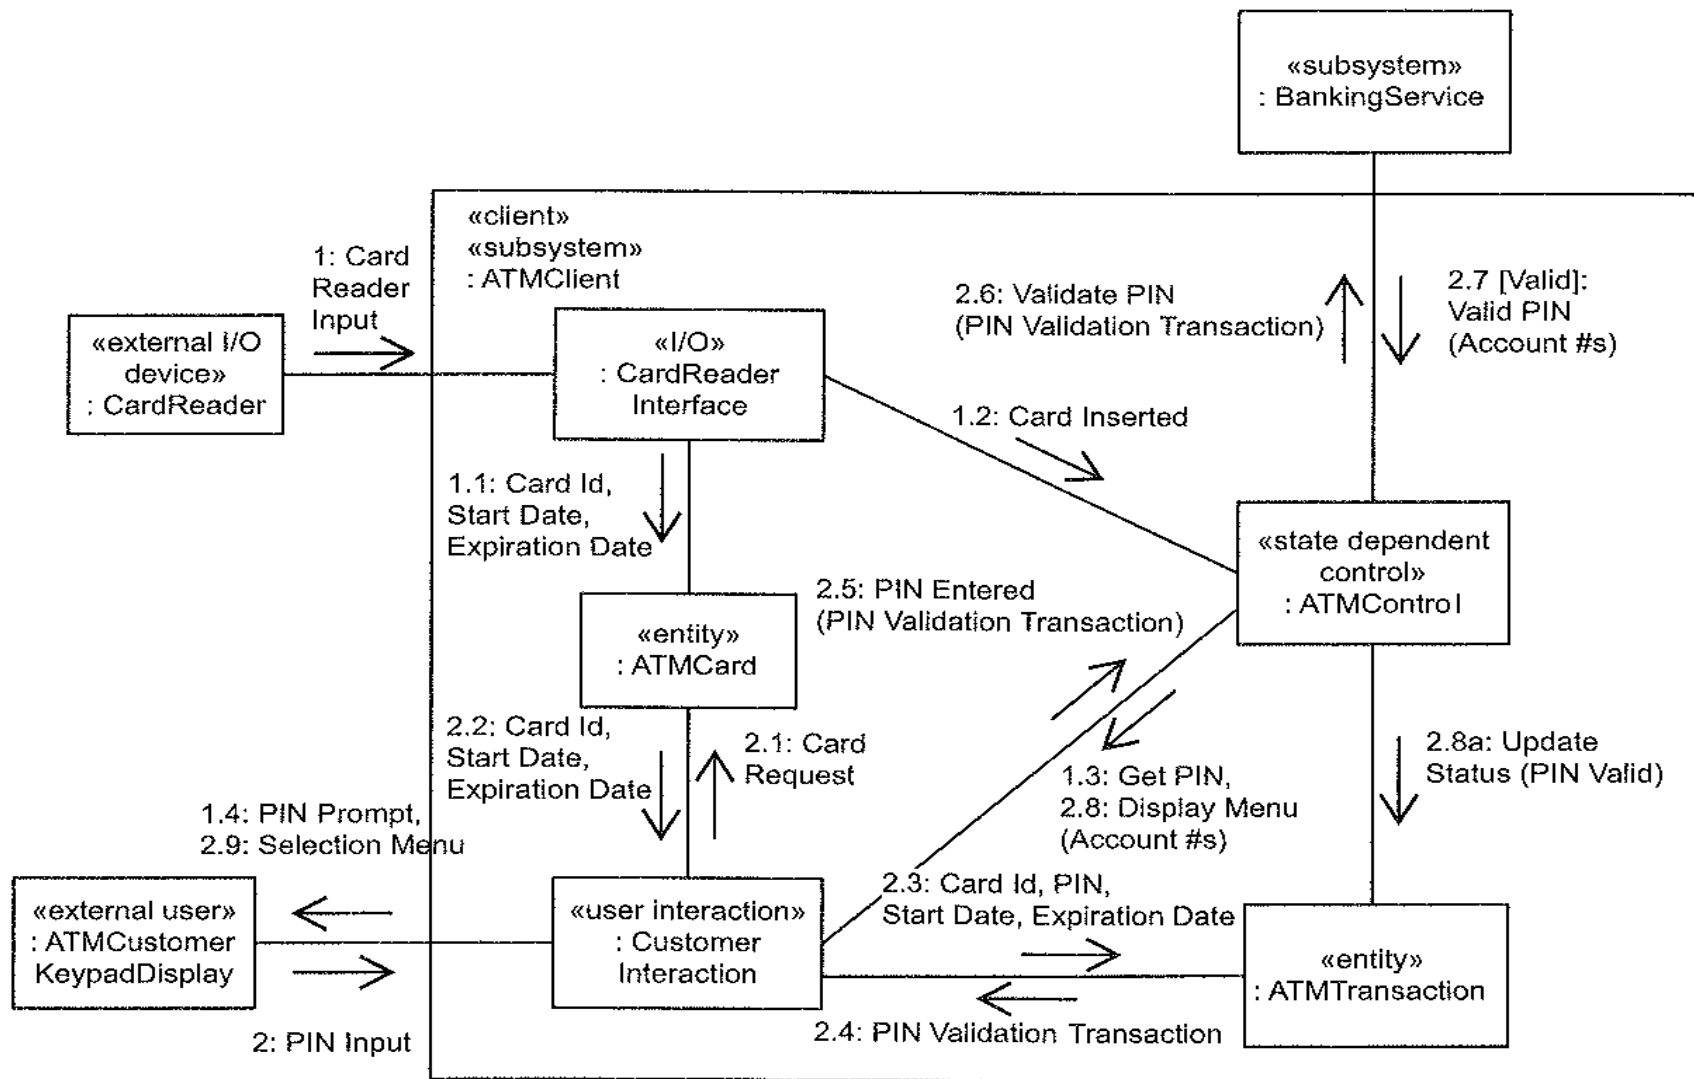 «subsystem»
: BankingService
«client»
«subsystem»
: ATMClient
1: Card
Reader
Input
«external I/O
device»
: CardReader
«I/O»
: CardReader
Interface
2.6: Validate PIN
(PIN Validation Transaction)
2.7 [Valid]:
Valid PIN
(Account #s)
1.2: Card Inserted
1.1: Card Id,
Start Date,
Expiration Date
«state dependent
control»
: ATMControl
2.5: PIN Entered
(PIN Validation Transaction)
«entity»
: ATMCard
2.2: Card Id,
Start Date,
Expiration Date
2.1: Card
Request
1.3: Get PIN,
2.8: Display Menu
(Account #s)
2.8a: Update
Status (PIN Valid)
1.4: PIN Prompt,
2.9: Selection Menu
«external user»
: ATMCustomer
KeypadDisplay
2: PIN Input
«user interaction»
: Customer
Interaction
2.3: Card Id, PIN,
Start Date, Expiration Date
2.4: PIN Validation Transaction
«entity»
: ATMTransaction